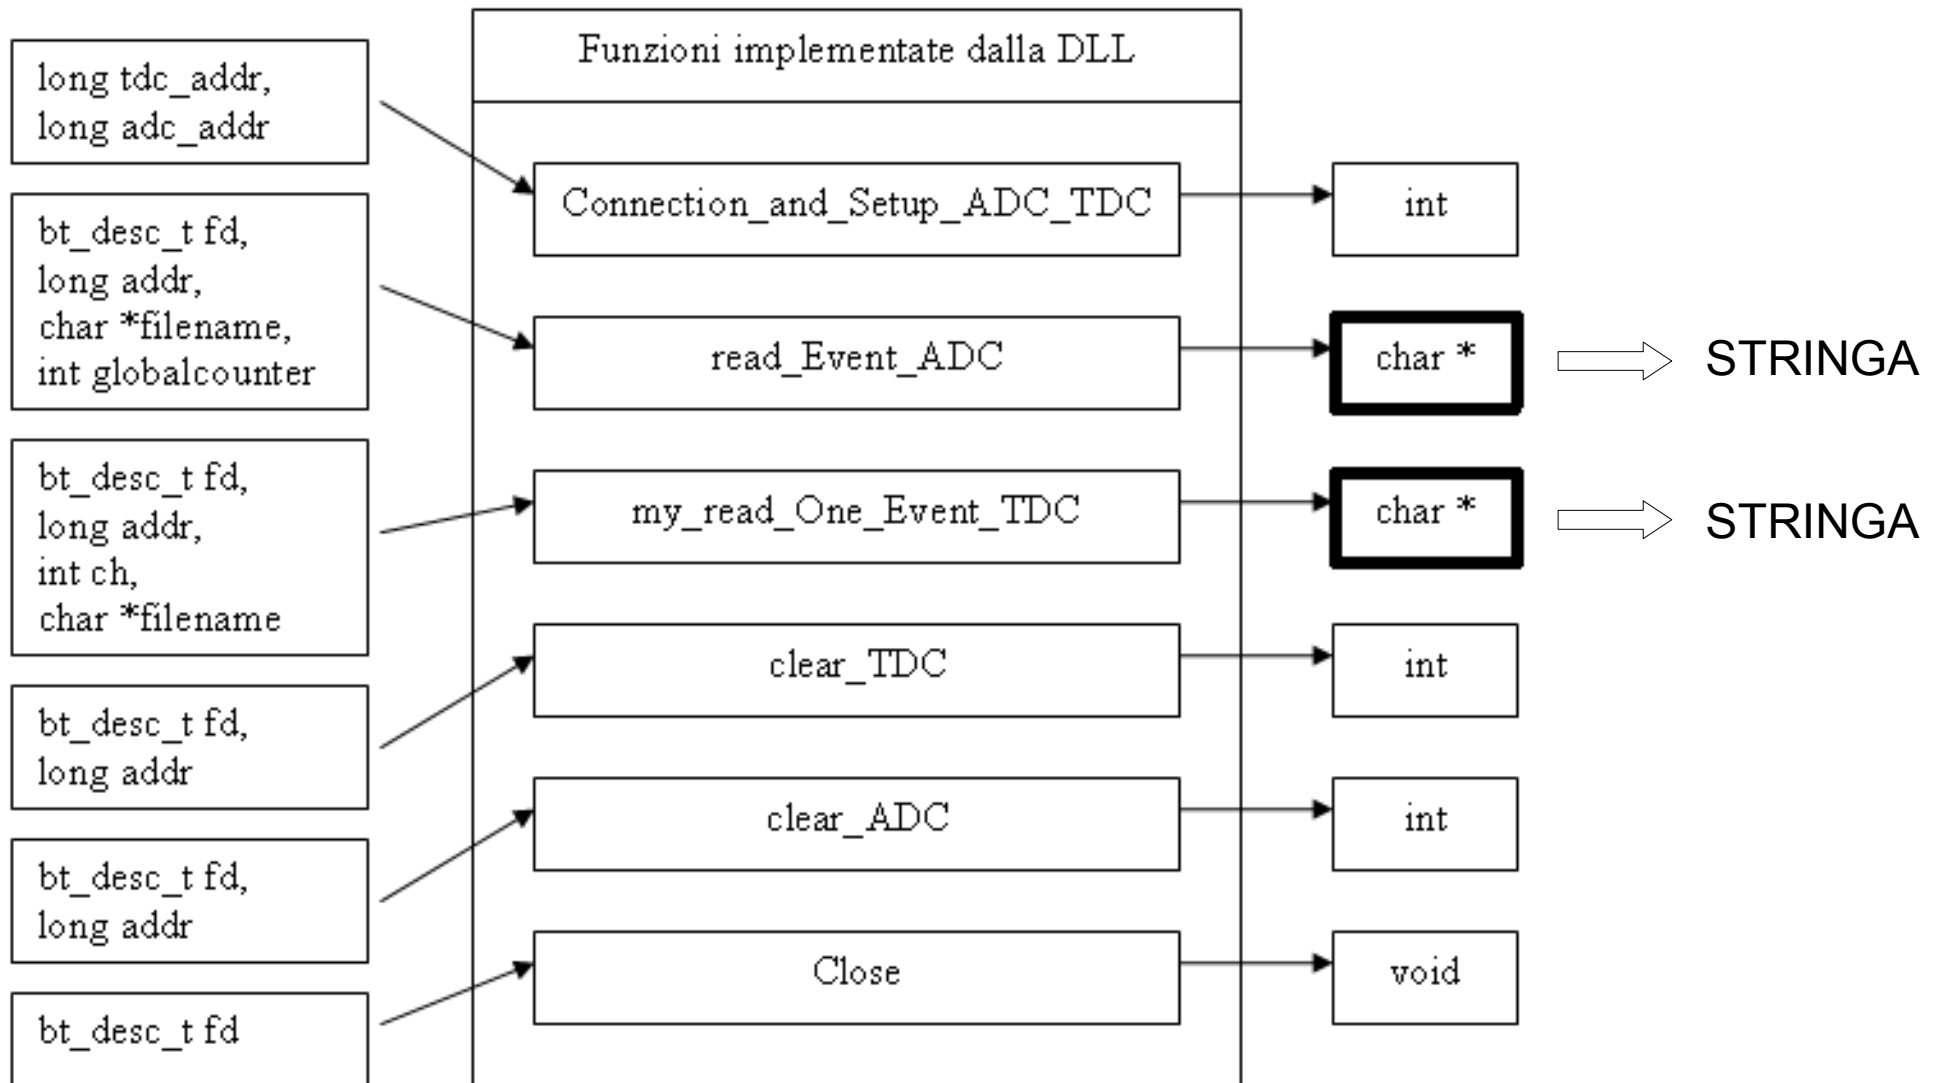 Funzioni implementate dalla DLL
long tdc_addr,
long adc_addr
Connection_and_Setup_ADC_TDC
int
bt_desc_t fd,
long addr,
char *filename,
int globalcounter
read_Event_ADC
char *
STRINGA
bt_desc_t fd,
long addr,
int ch,
char *filename
my_read_One_Event_TDC
char *
STRINGA
bt_desc_t fd,
long addr
clear_TDC
int
bt_desc_t fd,
long addr
clear_ADC
int
bt_desc_t fd
Close
void